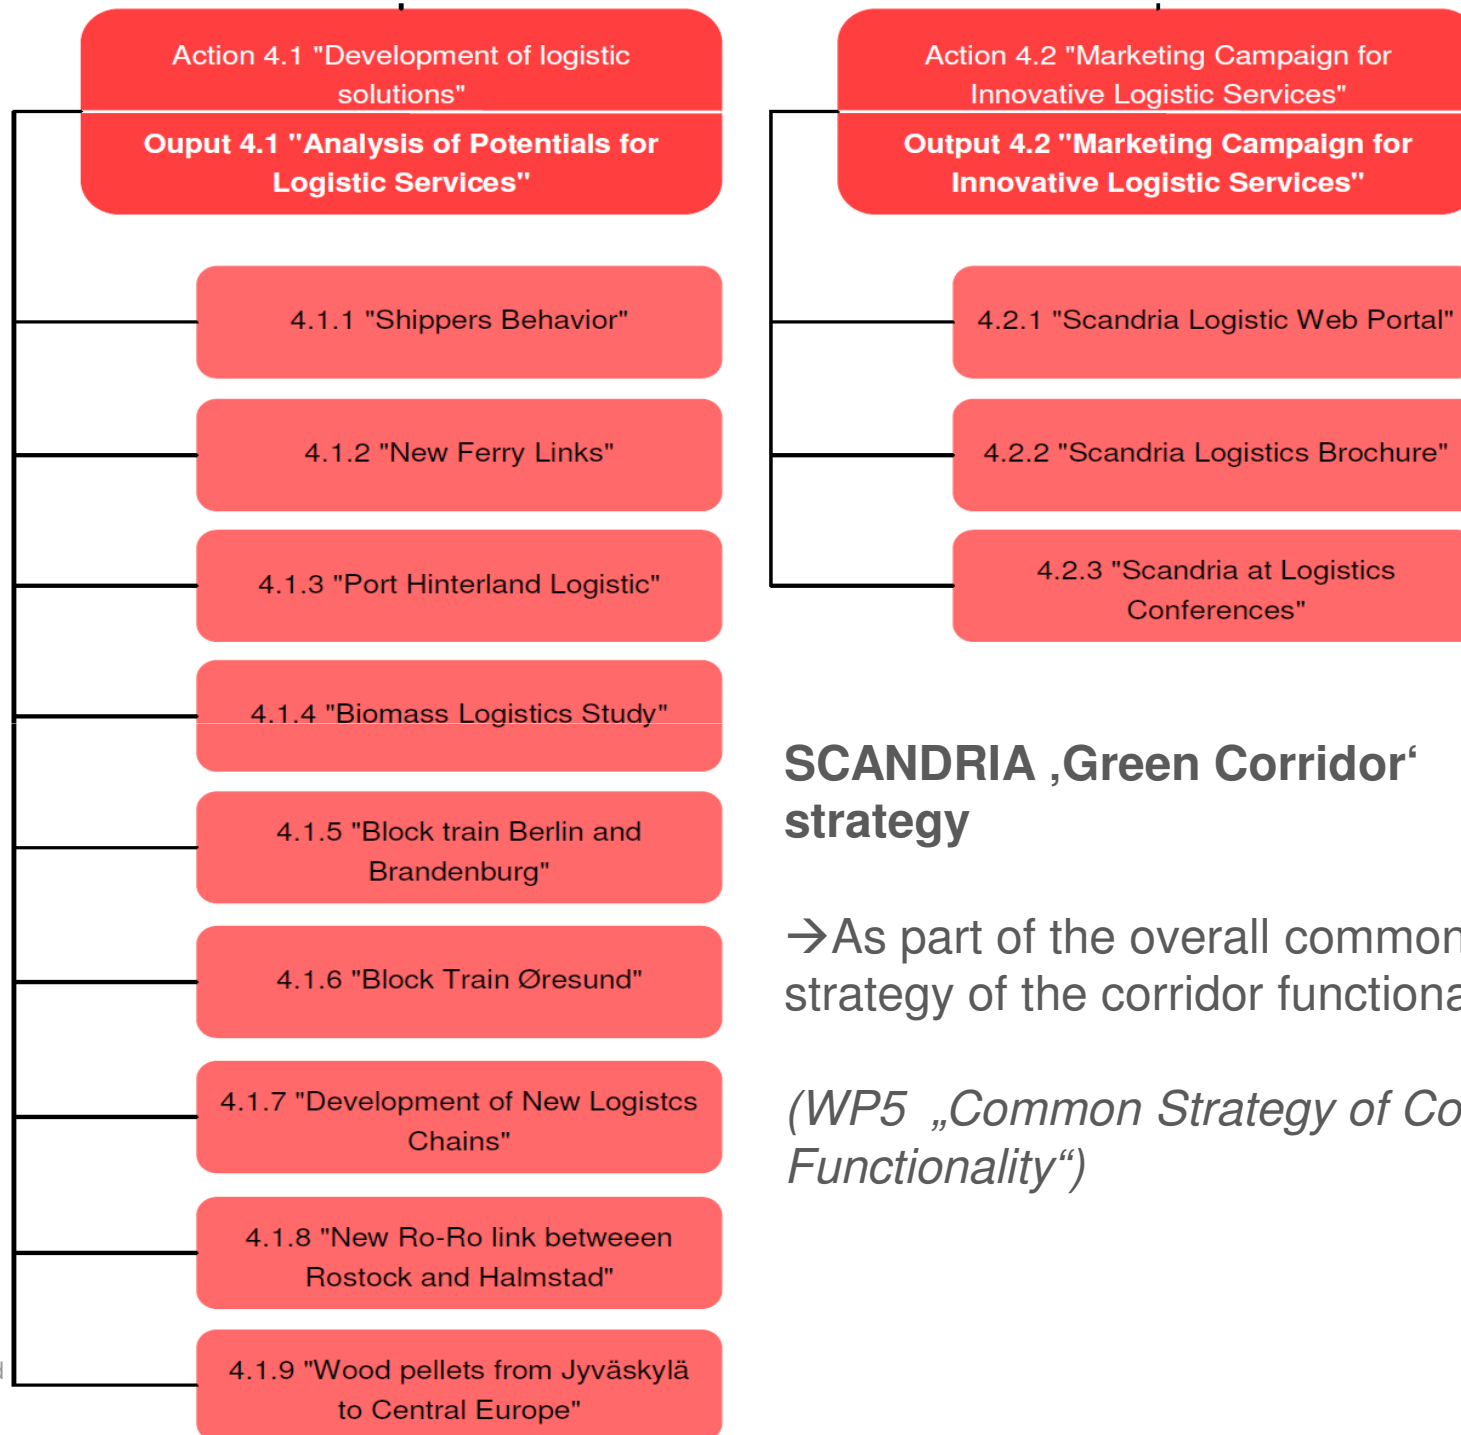 Action 4.1 "Development of logistic
solutions"
Ouput 4.1 "Analysis of Potentials for
Logistic Services"
4.1.1 "Shippers Behavior"
4.1.2 "New Ferry Links"
4.1.3 "Port Hinterland Logistic"
4.1.4 "Biomass Logistics Study"
4.1.5 "Block train Berlin and
Brandenburg"
4.1.6 "Block Train Øresund"
4.1.7 "Development of New Logistcs
Chains"
4.1.8 "New Ro-Ro link betweeen
Rostock and Halmstad"
4.1.9 "Wood pellets from Jyväskylä
to Central Europe"
Action 4.2 "Marketing Campaign for
Innovative Logistic Services"
Output 4.2 "Marketing Campaign for
Innovative Logistic Services"
4.2.1 "Scandria Logistic Web Portal"
4.2.2 "Scandria Logistics Brochure"
4.2.3 "Scandria at Logistics
Conferences"
SCANDRIA ‚Green Corridor‘
strategy
→As part of the overall common
strategy of the corridor
(WP5 „Common Strategy of
Functionality“)